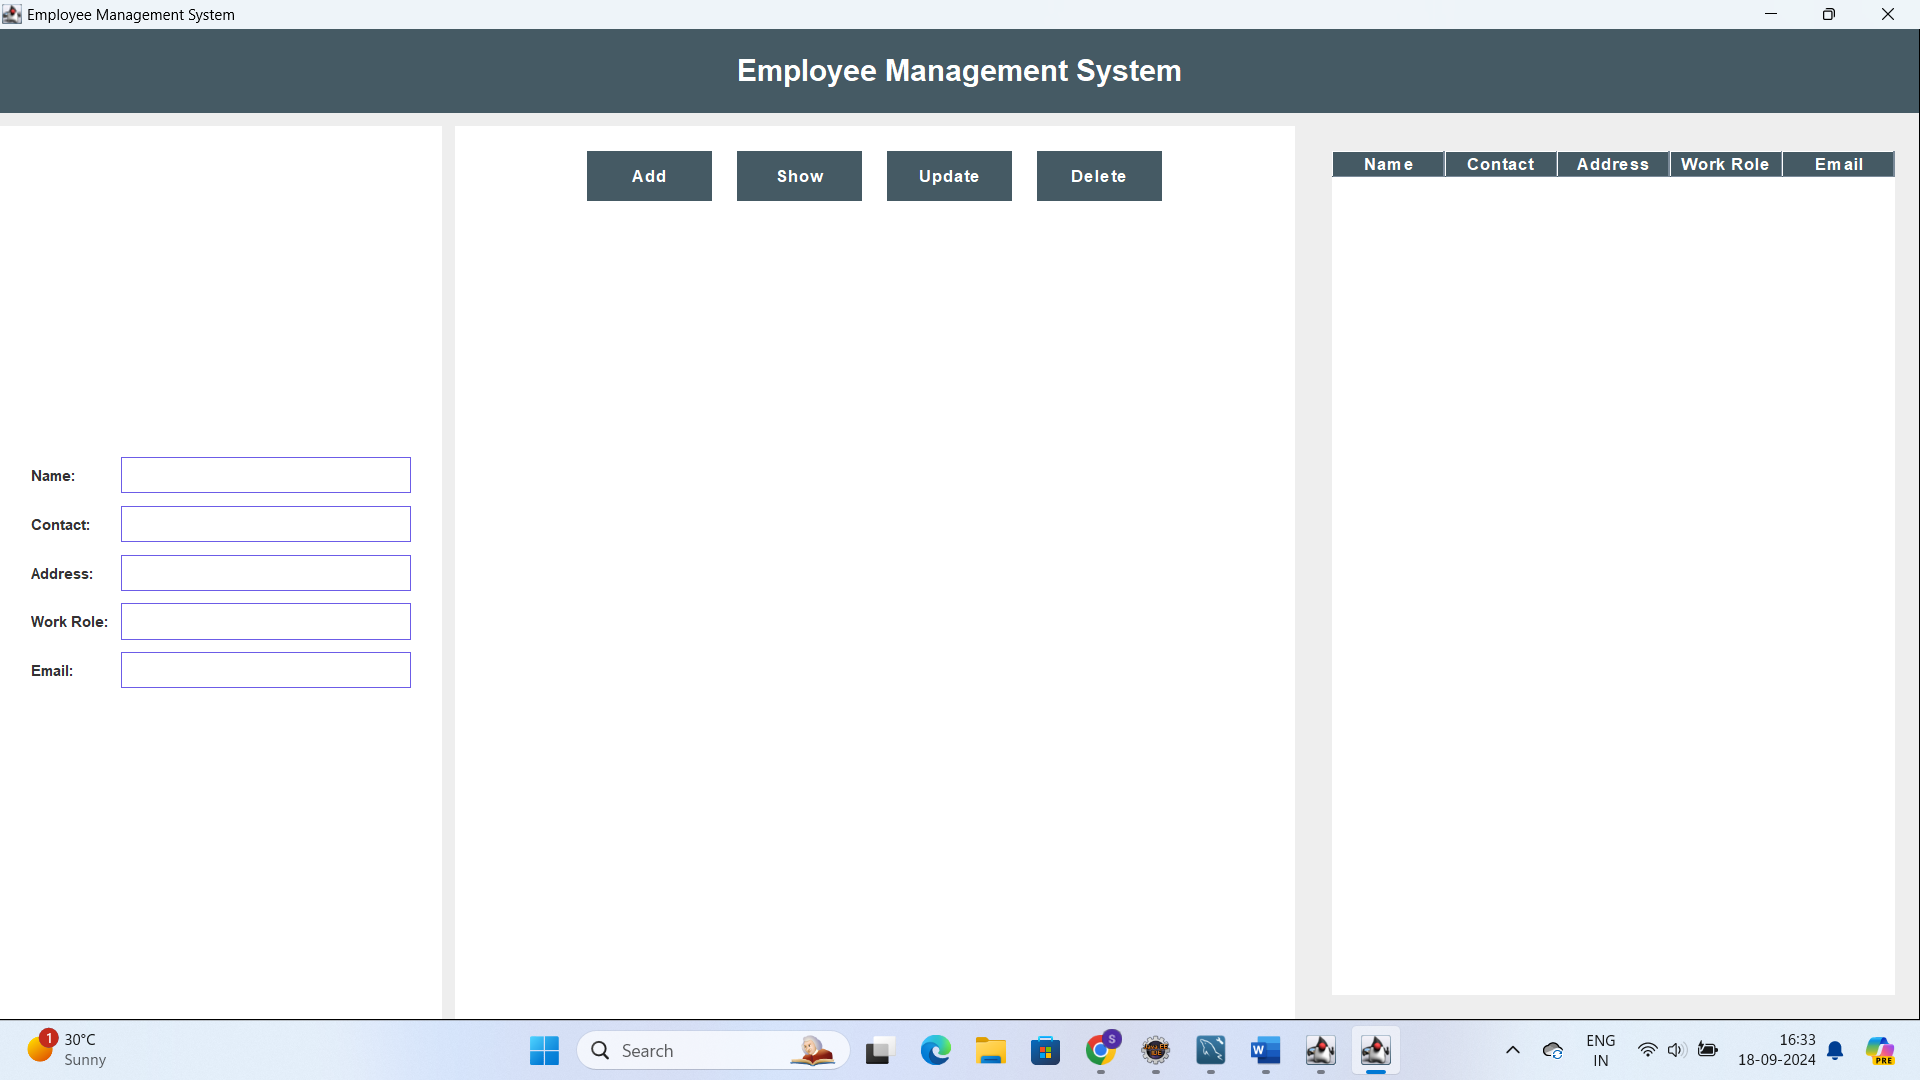 Employee Management System
Employee Management System
Add Show Update Delete
Name Contact Address Work Role Email
Name:
Contact:
Address:
Work Role:
Email:
1
30°C
Sunny
Search
S
W
ENG
IN
16:33
18-09-2024
PRE